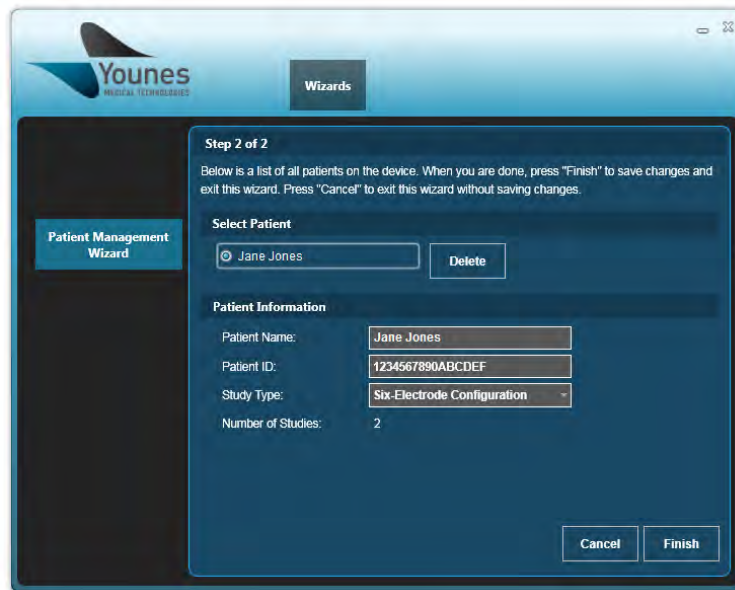 Younes
MEDICAL TECHNOLOGIES
Wizards
Patient Management
Wizard
Step 2 of 2
Below is a list of all patients on the device. When you are done, press "Finish" to save changes and
exit this wizard. Press "Cancel" to exit this wizard without saving changes.
Select Patient
Jane Jones
Delete
Patient Information
Patient Name:
Jane Jones
Patient ID:
1234567890ABCDEF
Study Type:
Six-Electrode Configuration
Number of Studies:
2
Cancel
Finish